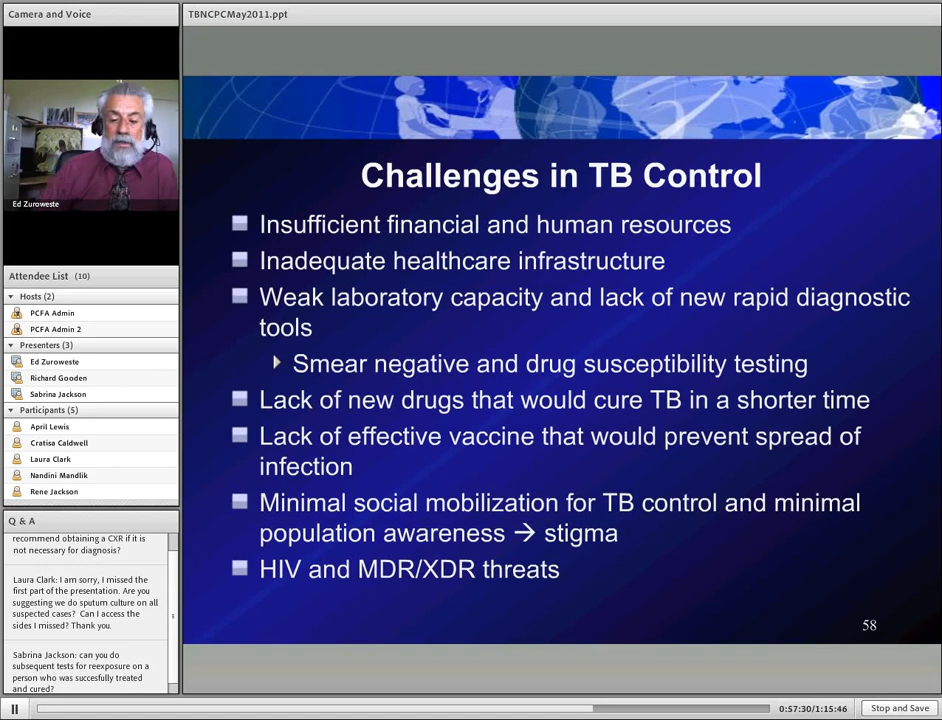 Camera and Voice
TBNCPCMay2011.ppt
Ed Zuroweste
Attendee List (10)
Hosts (2)
PCFA Admin
PCFA Admin 2
Presenters (3)
Ed Zuroweste
Richard Gooden
Sabrina Jackson
Participants (5)
April Lewis
Cratisa Caldwell
Laura Clark
Nandini Mandlik
Rene Jackson
Q & A
recommend obtaining a CXR if it is
not necessary for diagnosis?
Laura Clark: I am sorry, I missed the
first part of the presentation. Are you
suggesting we do sputum culture on all
suspected cases? Can I access the
sides I missed? Thank you.
Sabrina Jackson: can you do
subsequent tests for reexposure on a
person who was succesfully treated
and cured?
Challenges in TB Control
Insufficient financial and human resources
Inadequate healthcare infrastructure
Weak laboratory capacity and lack of new rapid diagnostic
tools
Smear negative and drug susceptibility testing
Lack of new drugs that would cure TB in a shorter time
Lack of effective vaccine that would prevent spread of
infection
Minimal social mobilization for TB control and minimal
population awareness → stigma
HIV and MDR/XDR threats
58
0:57:30/1:15:46
Stop and Save